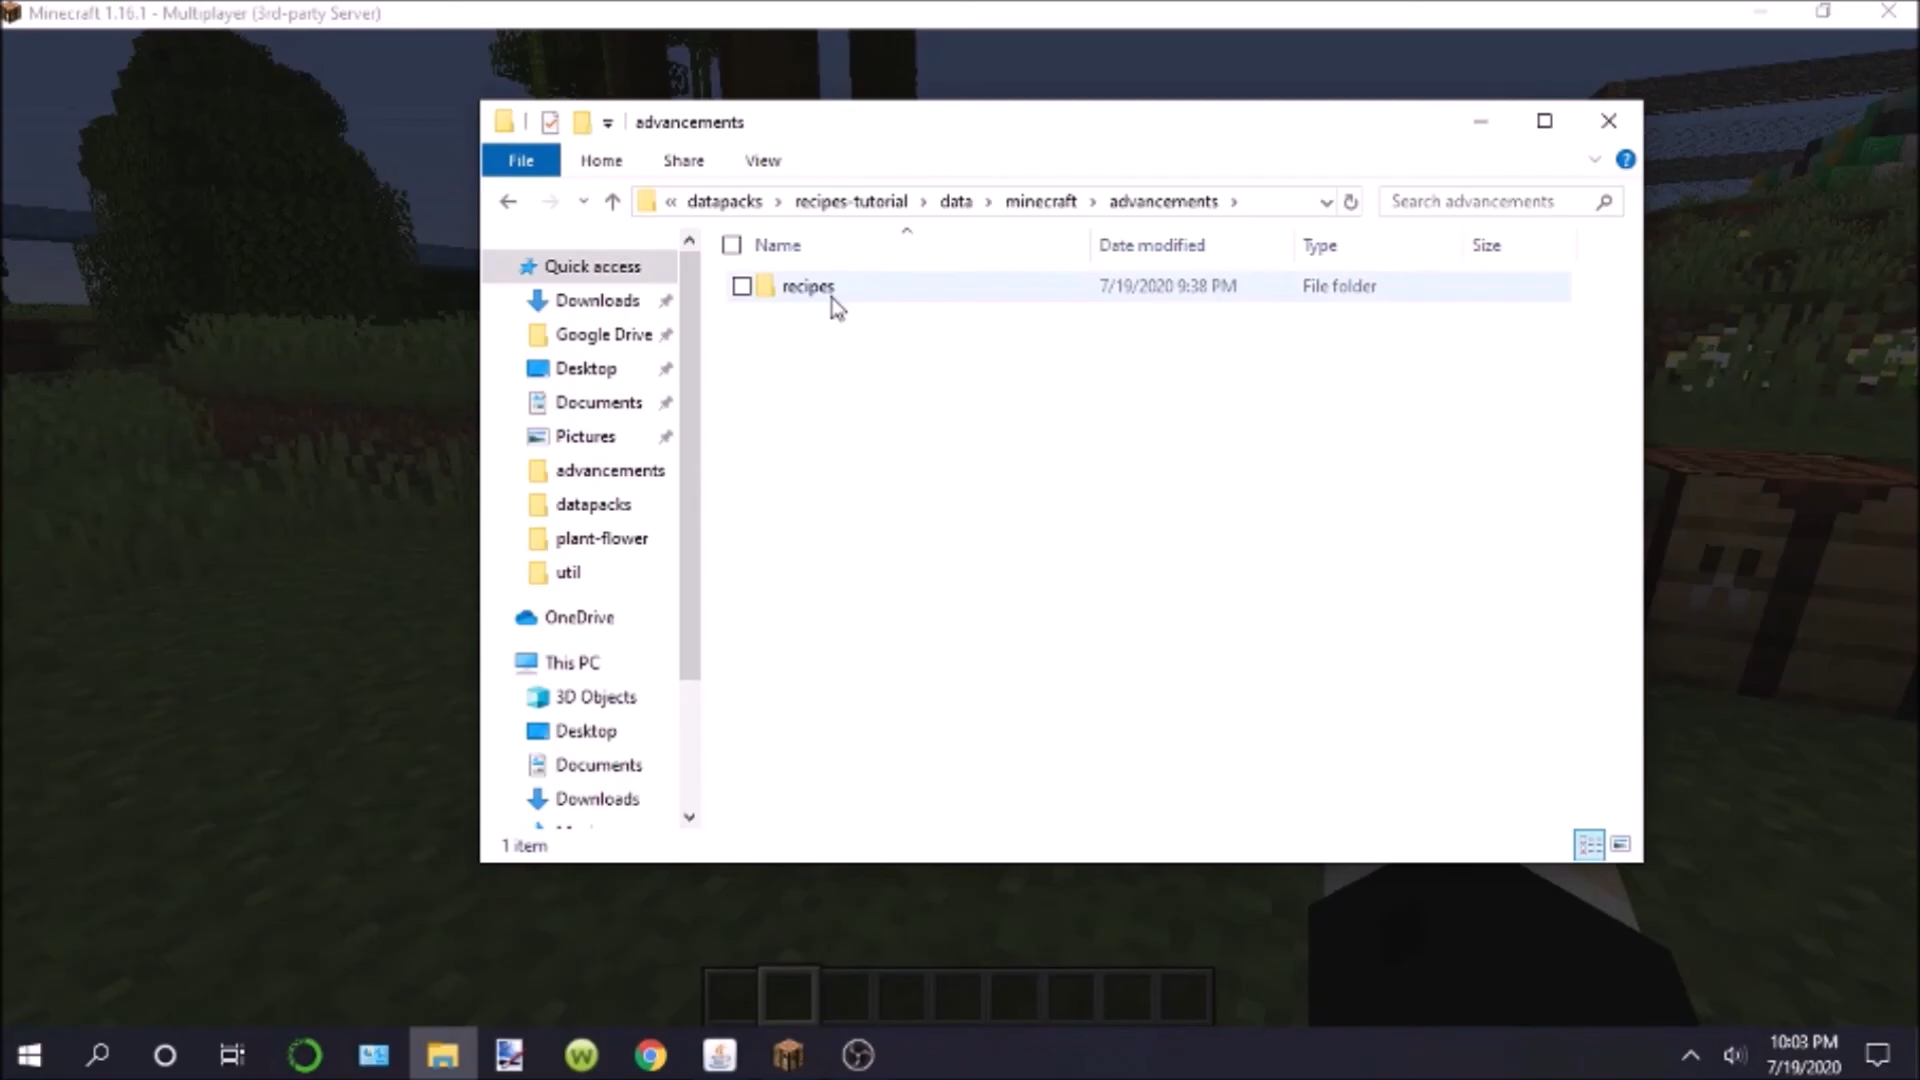 Minecraft 1.16.1 - Multiplayer (3rd-party Server)
advancements
File Home Share View
« datapacks › recipes-tutorial › data › minecraft › advancements ›
Search advancements
Name Date modified Type Size
recipes 7/19/2020 9:38 PM File folder
Quick access
Downloads
Google Drive
Desktop
Documents
Pictures
advancements
datapacks
plant-flower
util
OneDrive
This PC
3D Objects
Desktop
Documents
Downloads
1 item
10:03 PM
7/19/2020